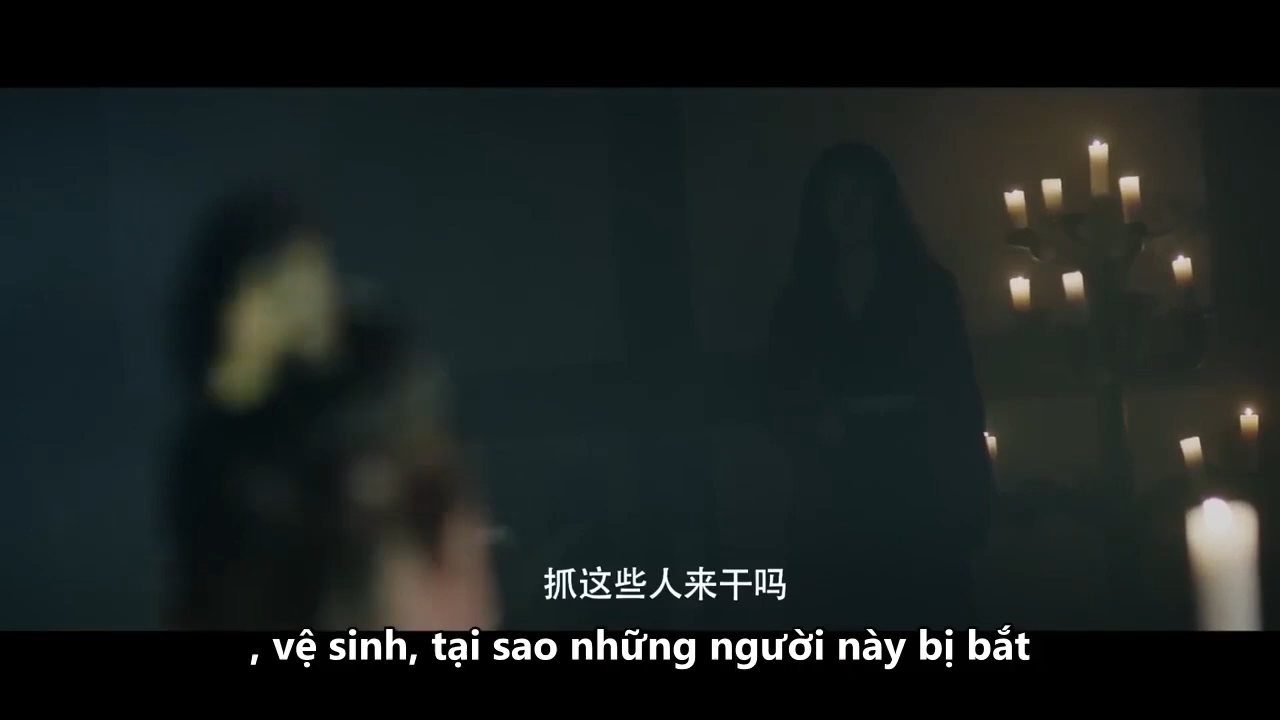 抓这些人来干吗
, vệ sinh, tại sao những người này bị bắt